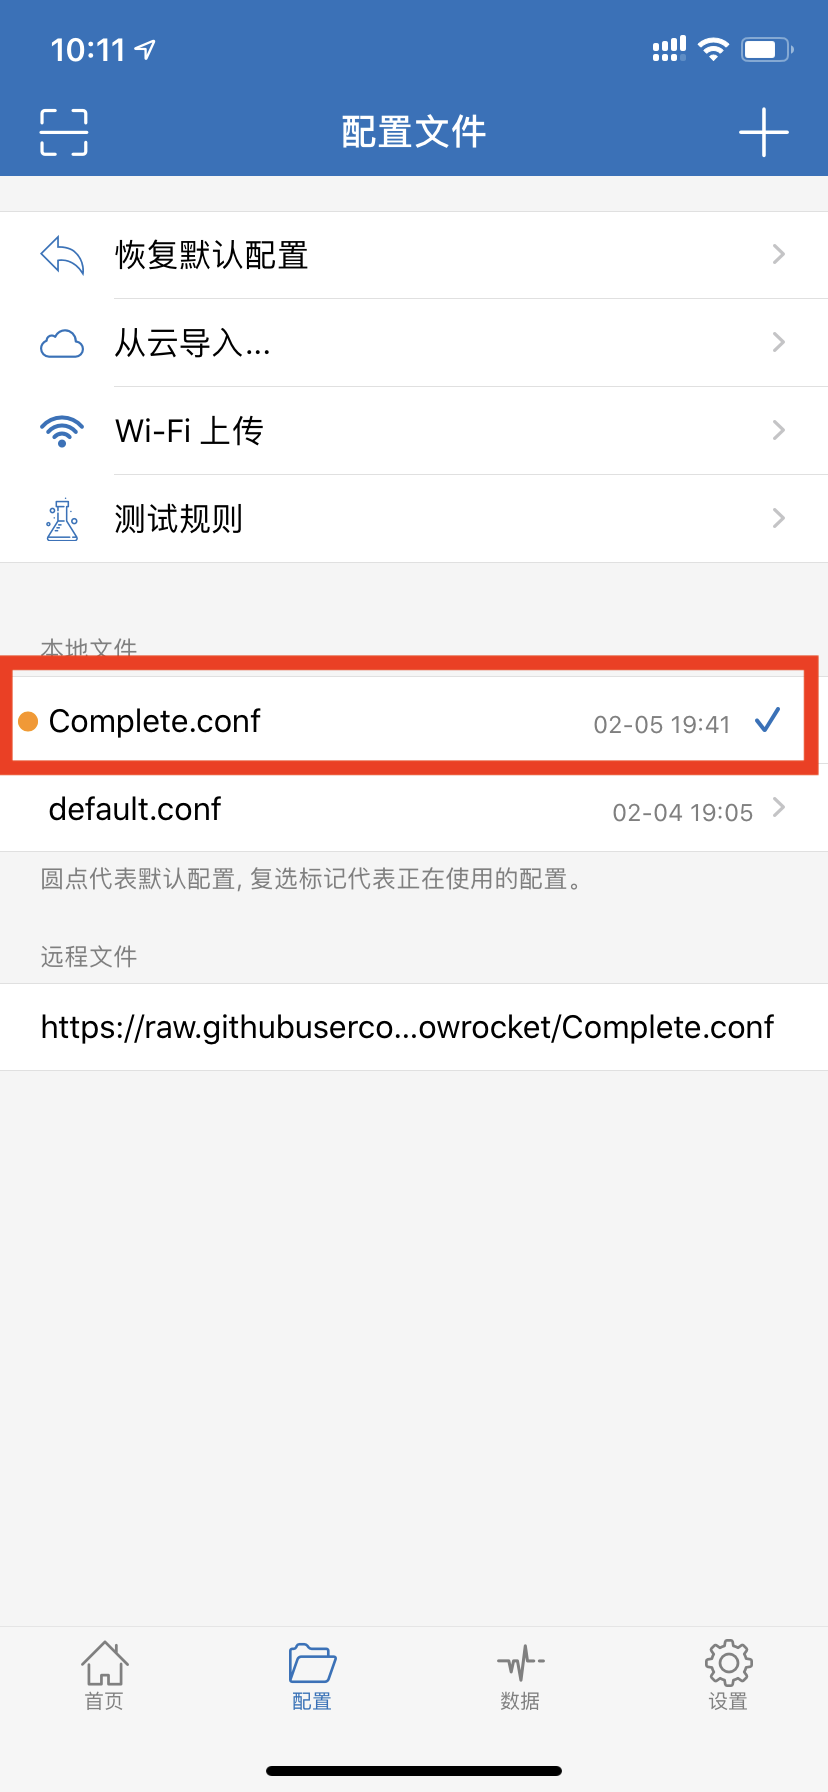 10:11
配置文件
恢复默认配置
从云导入...
Wi-Fi 上传
测试规则
本地文件
Complete.conf 02-05 19:41
default.conf 02-04 19:05
圆点代表默认配置, 复选标记代表正在使用的配置。
远程文件
https://raw.githubuserco...owrocket/Complete.conf
首页 配置 数据 设置